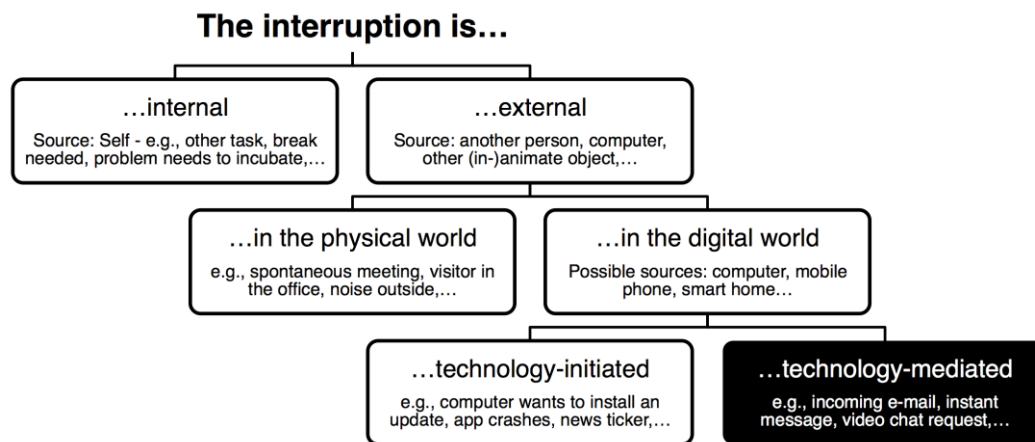 The interruption is…
…internal
Source: Self - e.g., other task, break
needed, problem needs to incubate,…
…external
Source: another person, computer,
other (in-)animate object,…
…in the physical world
e.g., spontaneous meeting, visitor in
the office, noise outside,…
…in the digital world
Possible sources: computer, mobile
phone, smart home…
…technology-initiated
e.g., computer wants to install an
update, app crashes, news ticker,…
…technology-mediated
e.g., incoming e-mail, instant
message, video chat request,…